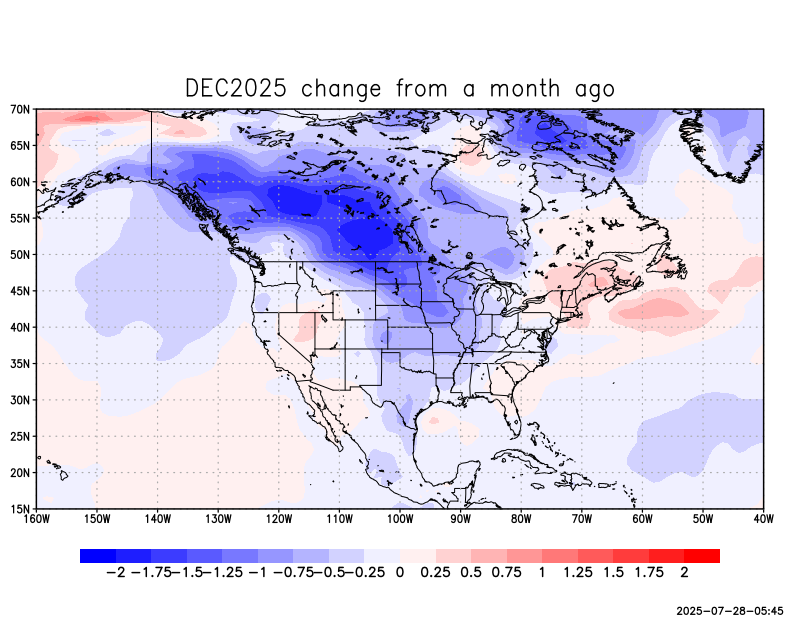 DEC2025 change from a month ago
70N
65N
60N
55N
50N
45N
40N
35N
30N
25N
20N
15N
160W 150W 140W 130W 120W 110W 100W 90W 80W 70W 60W 50W 40W
−2 −1.75−1.5−1.25 −1 −0.75−0.5−0.25 0 0.25 0.5 0.75 1 1.25 1.5 1.75 2
2025-07-28-05:45